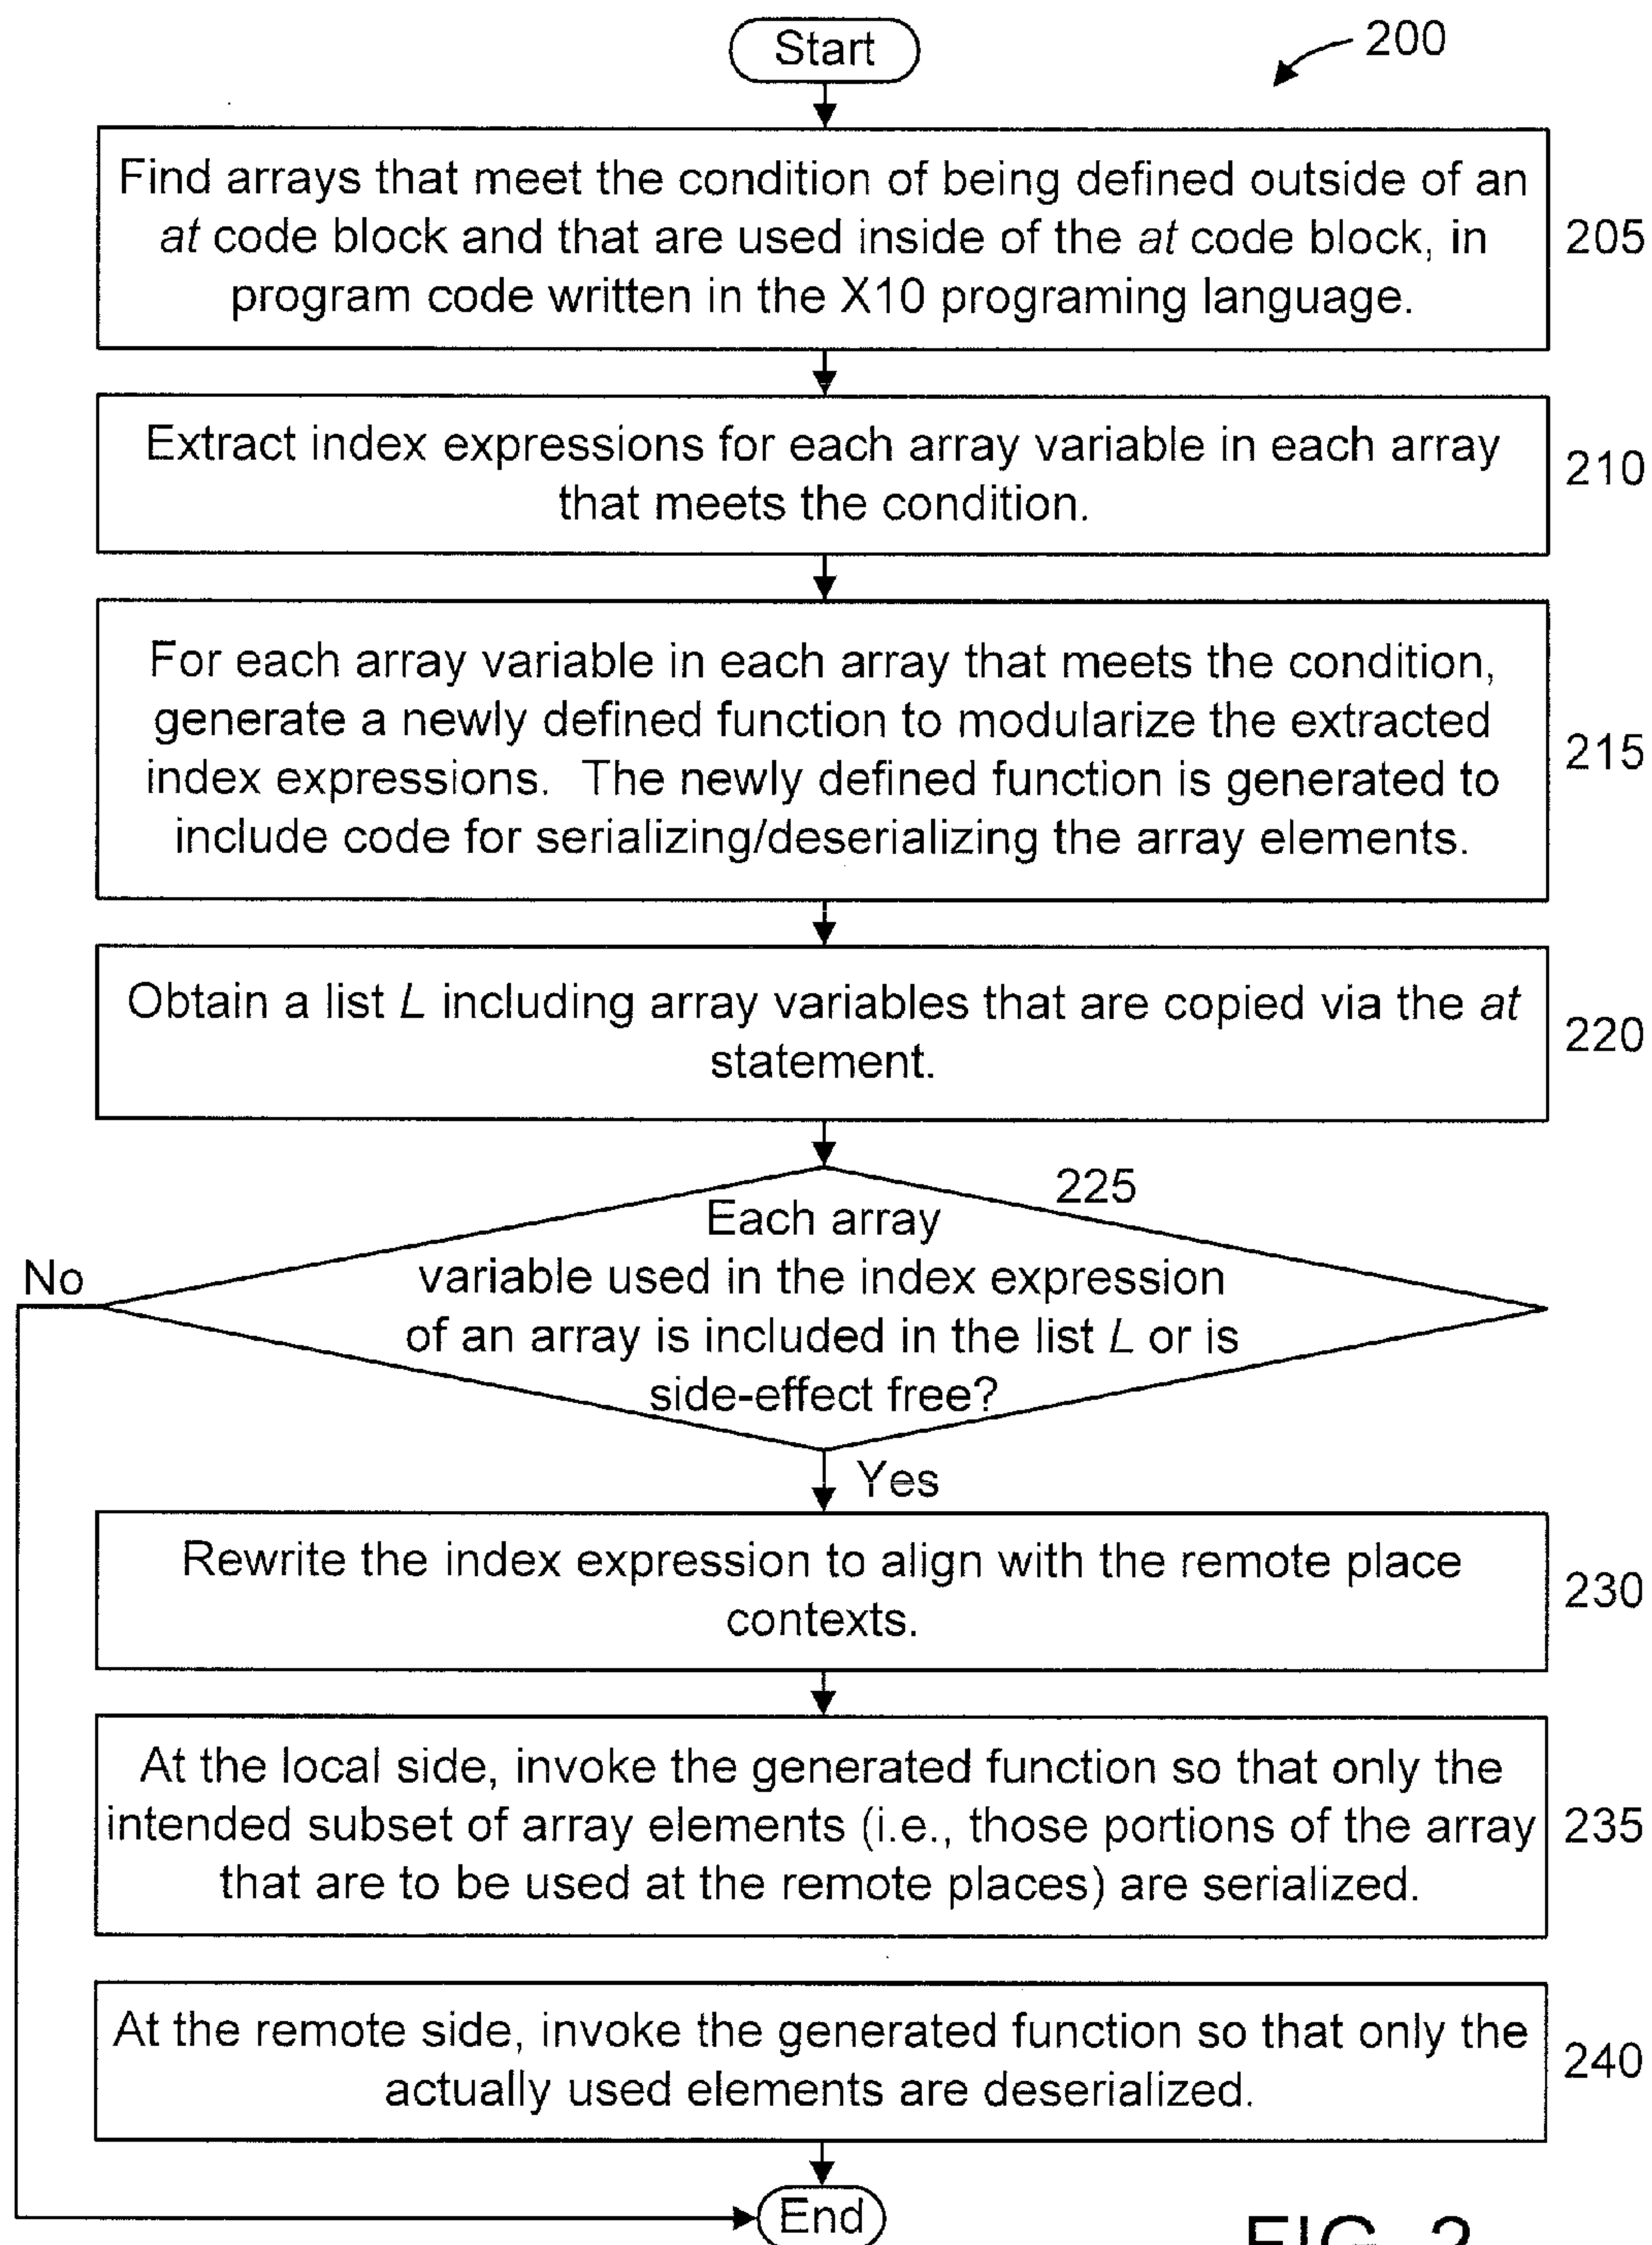 Start
200
Find arrays that meet the condition of being defined outside of an
at code block and that are used inside of the at code block, in
program code written in the X10 programing language.
205
Extract index expressions for each array variable in each array
that meets the condition.
210
For each array variable in each array that meets the condition,
generate a newly defined function to modularize the extracted
index expressions. The newly defined function is generated to
include code for serializing/deserializing the array elements.
215
Obtain a list L including array variables that are copied via the at
statement.
220
225
Each array
variable used in the index expression
of an array is included in the list L or is
side-effect free?
No
Yes
Rewrite the index expression to align with the remote place
contexts.
230
At the local side, invoke the generated function so that only the
intended subset of array elements (i.e., those portions of the array
that are to be used at the remote places) are serialized.
235
At the remote side, invoke the generated function so that only the
actually used elements are deserialized.
240
End
FIG. 2